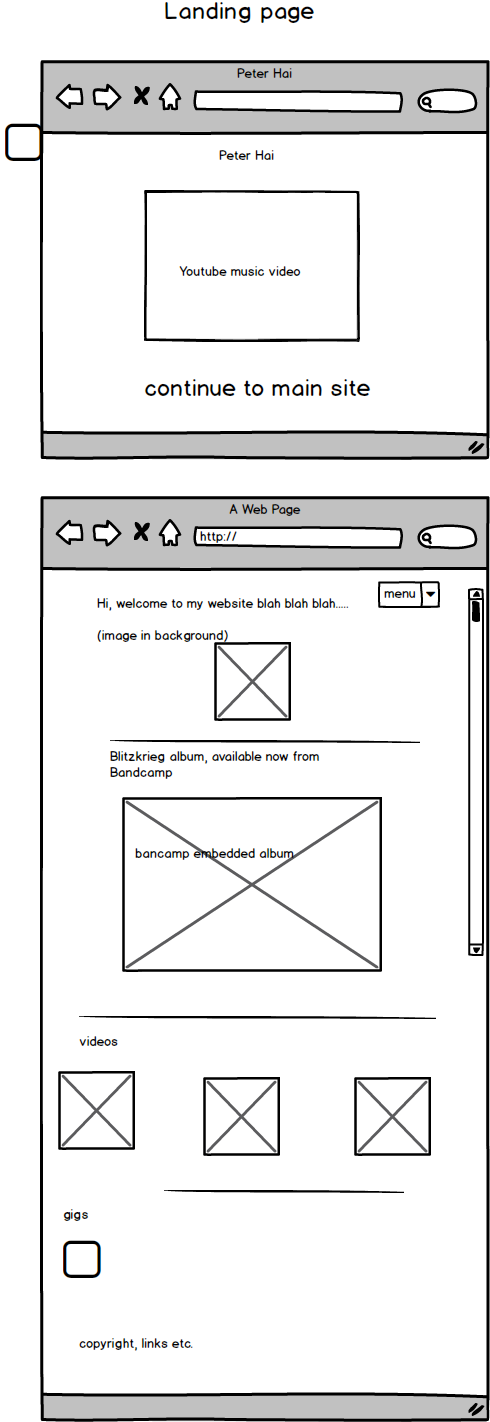 Landing page
Peter Hai
Peter Hai
Youtube music video
continue to main site
A Web Page
http://
menu
Hi, welcome to my website blah blah blah.....
(image in background)
Blitzkrieg album, available now from
Bandcamp
bancamp embedded album
videos
gigs
copyright, links etc.